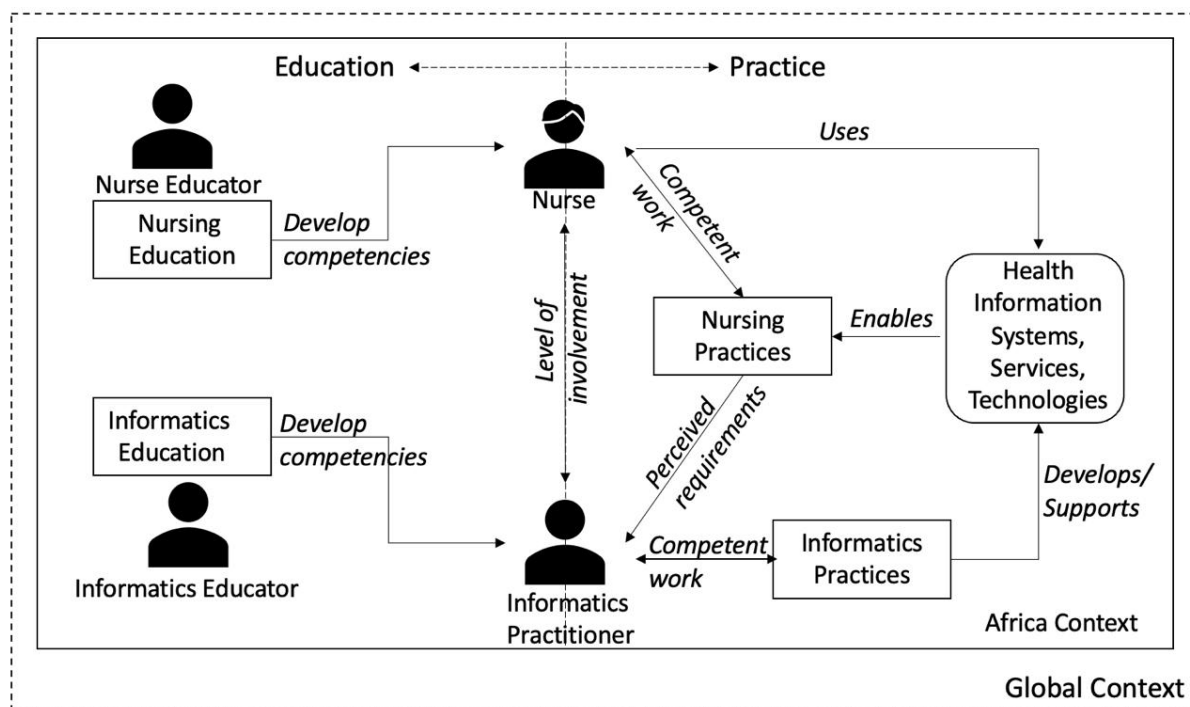 Education
Practice
Nurse Educator
Nursing
Education
Develop
competencies
Nurse
Uses
Competent
work
Level of
involvement
Nursing
Practices
Enables
Health
Information
Systems,
Services,
Technologies
Informatics
Education
Develop
competencies
Informatics Educator
Perceived
requirements
Informatics
Practitioner
Competent
work
Informatics
Practices
Develops/
Supports
Africa Context
Global Context